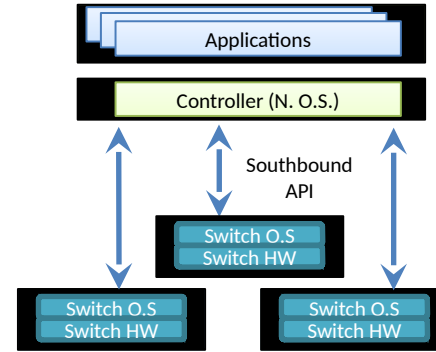 Applications
Controller (N. O.S.)
Southbound
API
Switch O.S
Switch HW
Switch O.S
Switch HW
Switch O.S
Switch HW